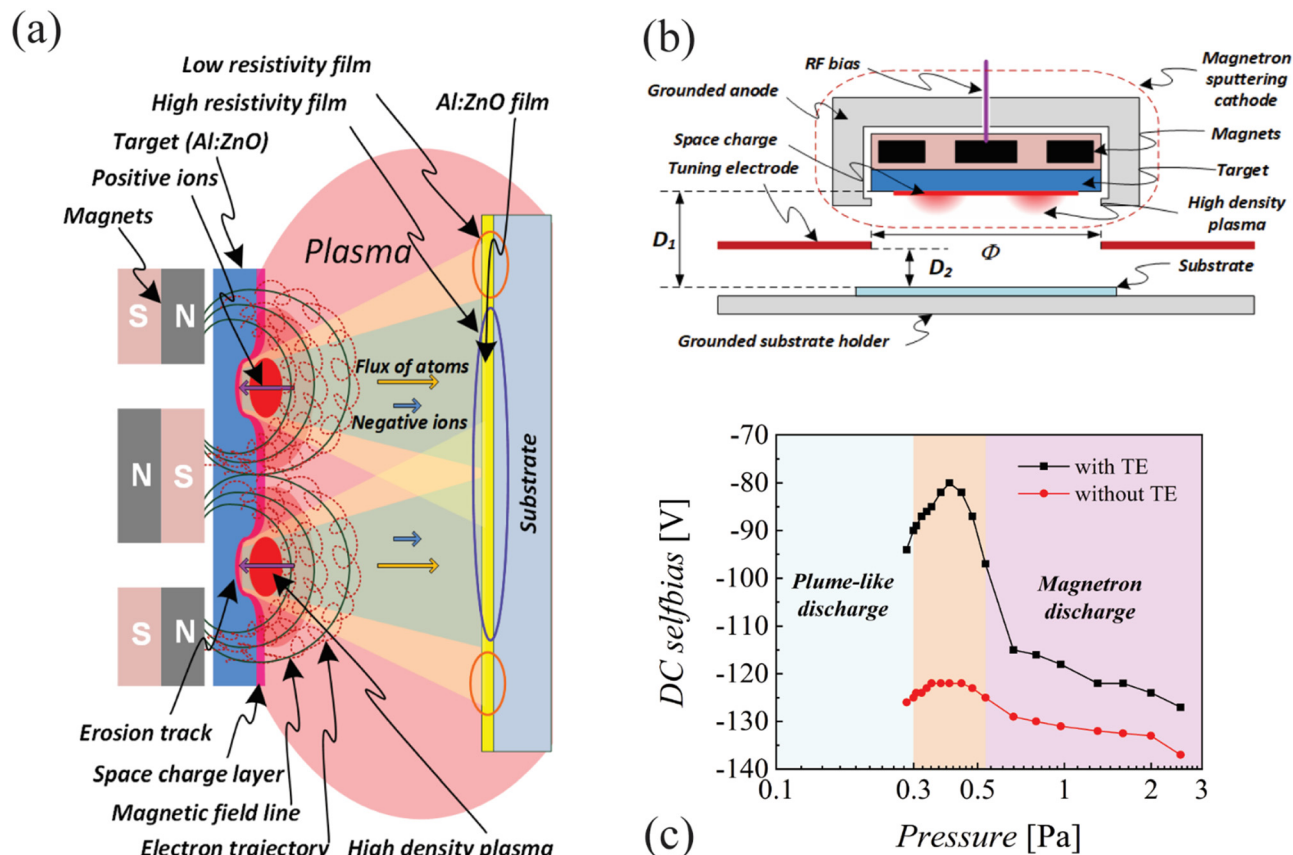 (a)
Low resistivity film
High resistivity film
Al:ZnO film
Target (Al:ZnO)
Positive ions
Magnets
Plasma
S N
N S
S N
Flux of atoms
Negative ions
Substrate
Erosion track
Space charge layer
Magnetic field line
Electron trajectory
High density plasma
(b)
RF bias
Magnetron
sputtering
cathode
Grounded anode
Space charge
Magnets
Tuning electrode
Target
High density
plasma
D1
D2
Φ
Substrate
Grounded substrate holder
-70
-80
-90
-100
-110
-120
-130
-140
DC selfbias [V]
with TE
without TE
Plume-like
discharge
Magnetron
discharge
0.1 0.3 0.5 1 2 3
(c)
Pressure [Pa]